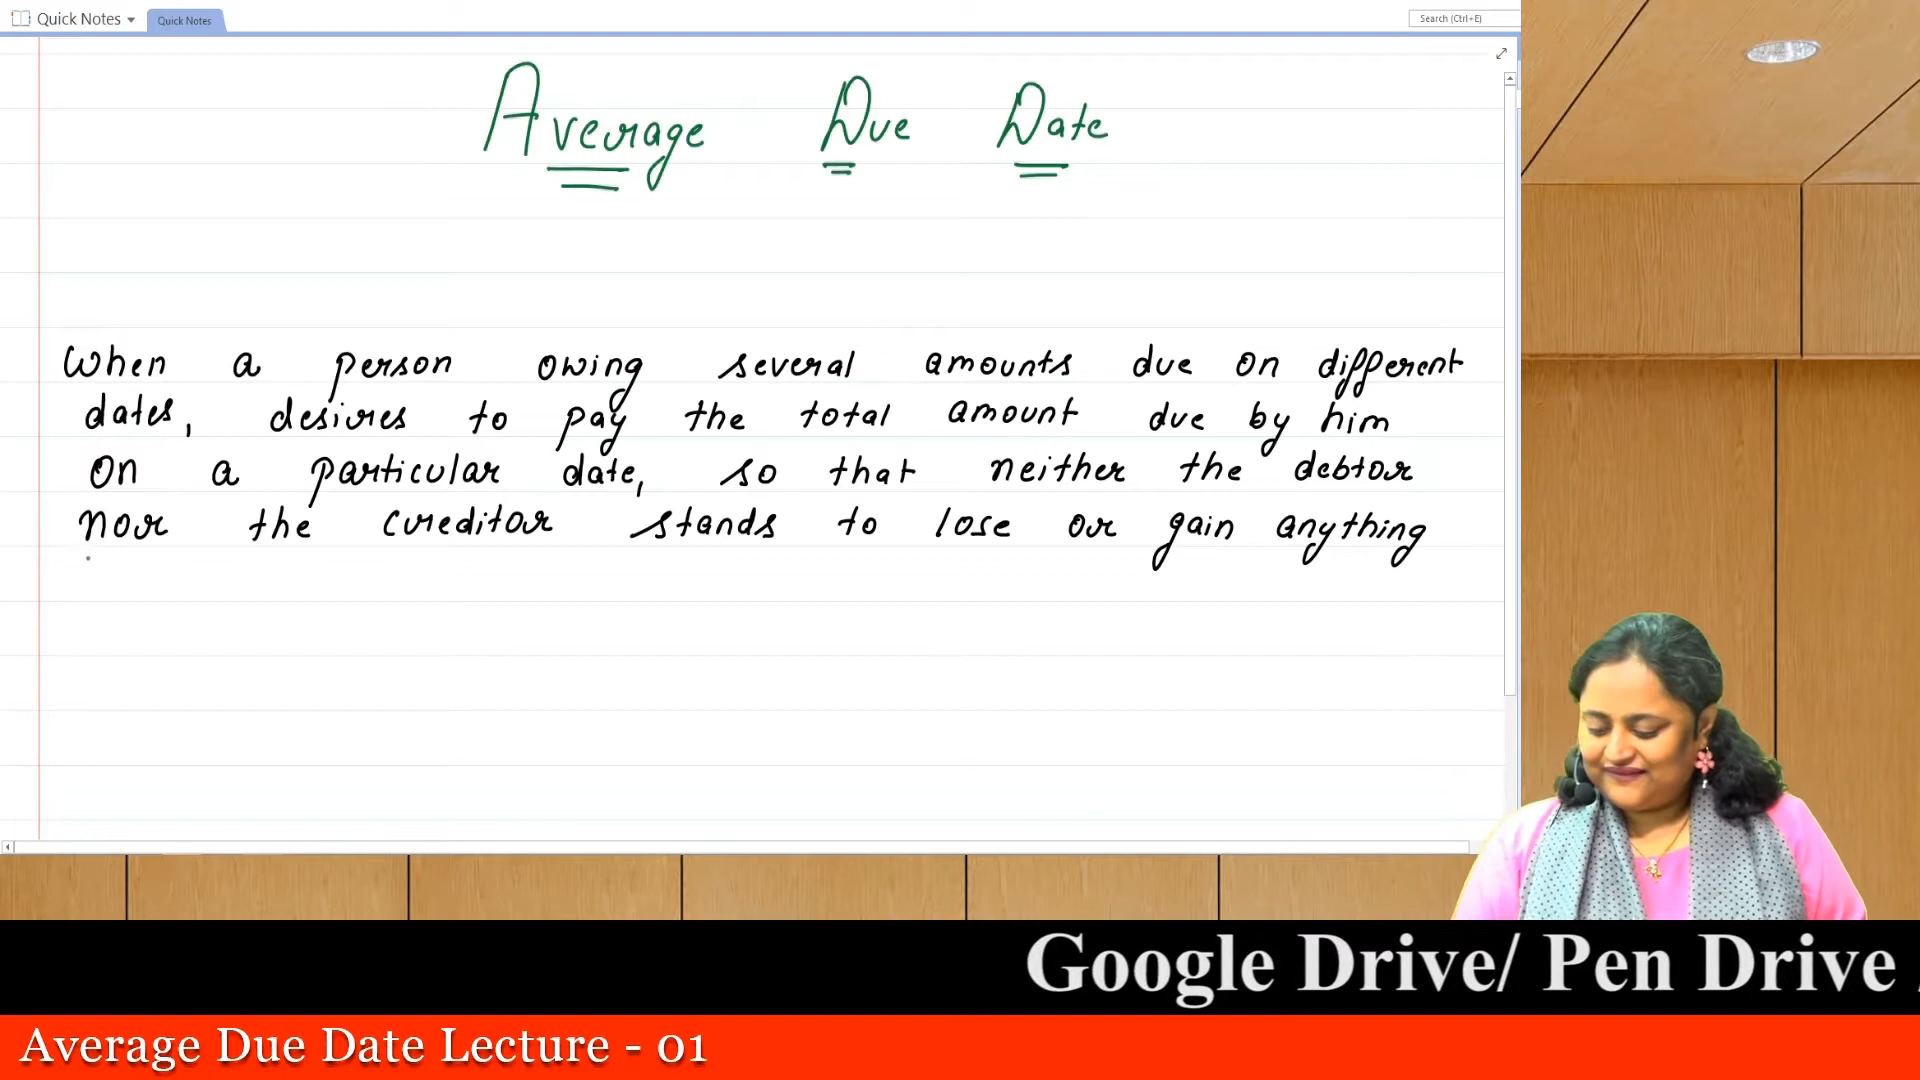 Quick Notes
Quick Notes
Search (Ctrl+E)
Average Due Date
When a person owing several amounts due on different
dates, desires to pay the total amount due by him
on a particular date, so that neither the debtor
nor the creditor stands to lose or gain anything
Google Drive/ Pen Drive
Average Due Date Lecture - 01